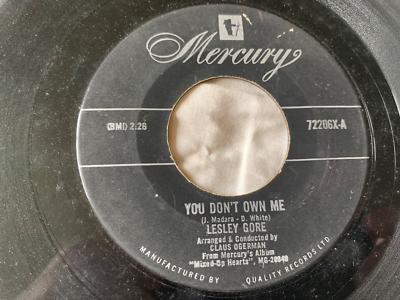 Mercury
(BMI) 2:26
72206X-A
YOU DON'T OWN ME
(J. Madara - D. White)
LESLEY GORE
Arranged & Conducted by
CLAUS OGERMAN
From Mercury's Album
"Mixed-Up Hearts", MG-20849
MANUFACTURED BY QUALITY RECORDS LTD.